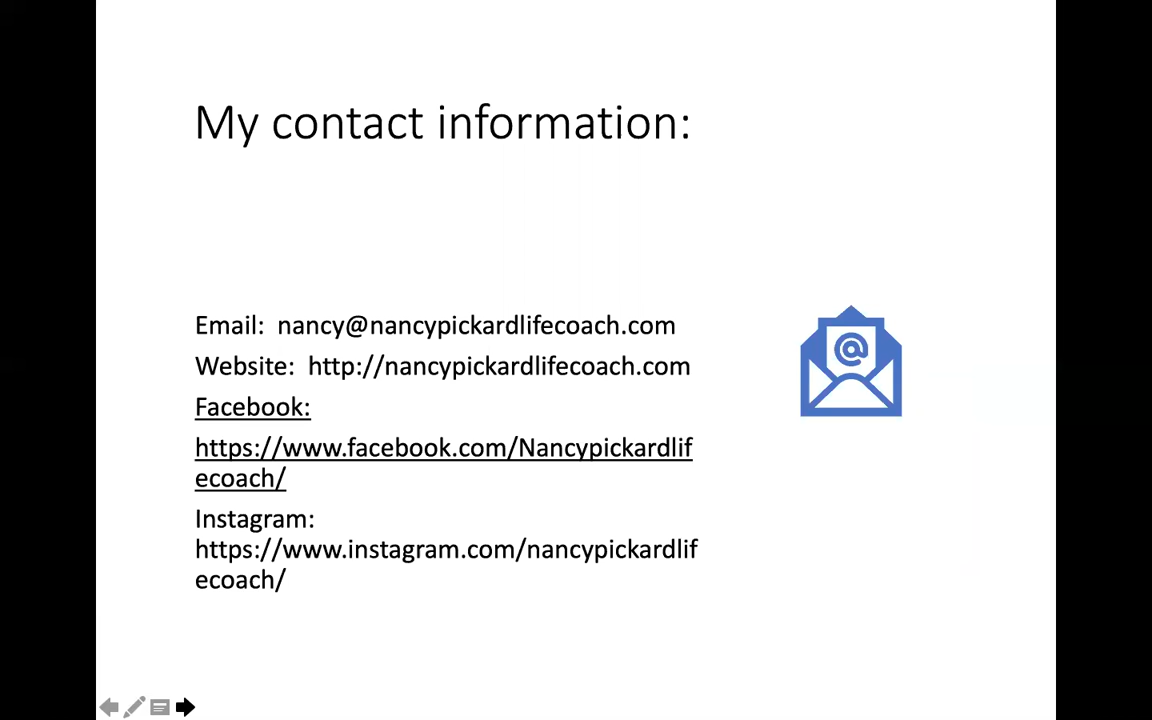 My contact information:
Email:  nancy@nancypickardlifecoach.com
Website:  http://nancypickardlifecoach.com
Facebook:
https://www.facebook.com/Nancypickardlif
ecoach/
Instagram:
https://www.instagram.com/nancypickardlif
ecoach/